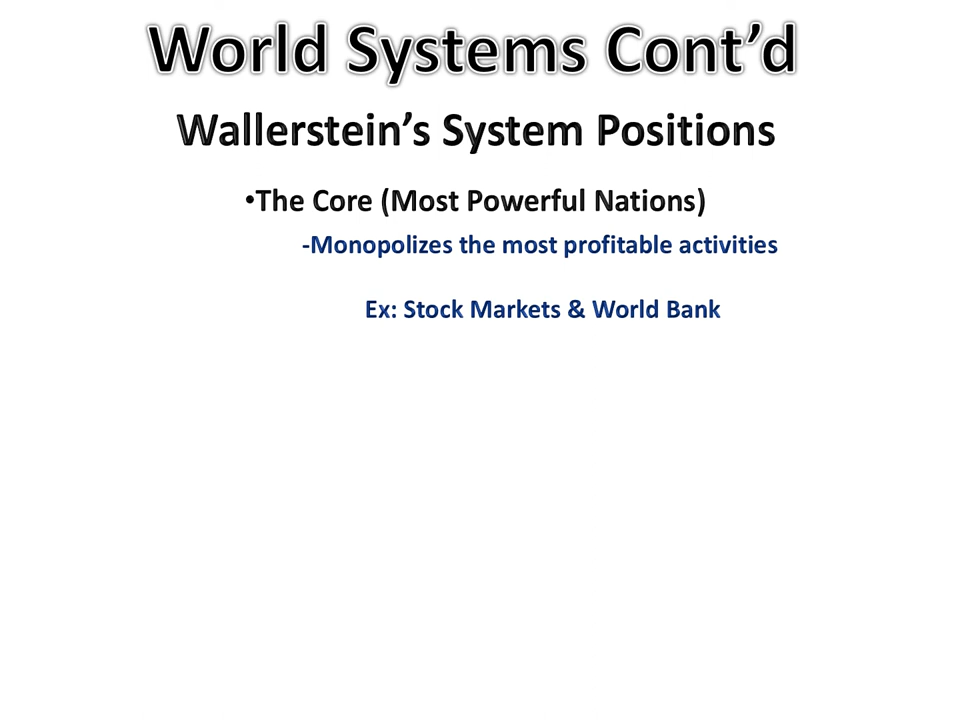 World Systems Cont’d
Wallerstein’s System Positions
•The Core (Most Powerful Nations)
-Monopolizes the most profitable activities
Ex: Stock Markets & World Bank